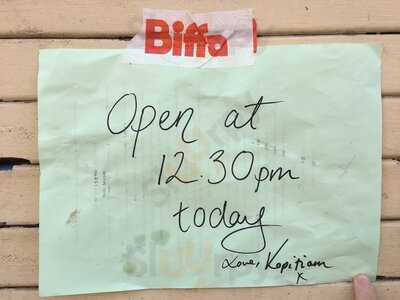 Biffa
Open at
12.30pm
today
Love, Kopitiam
x